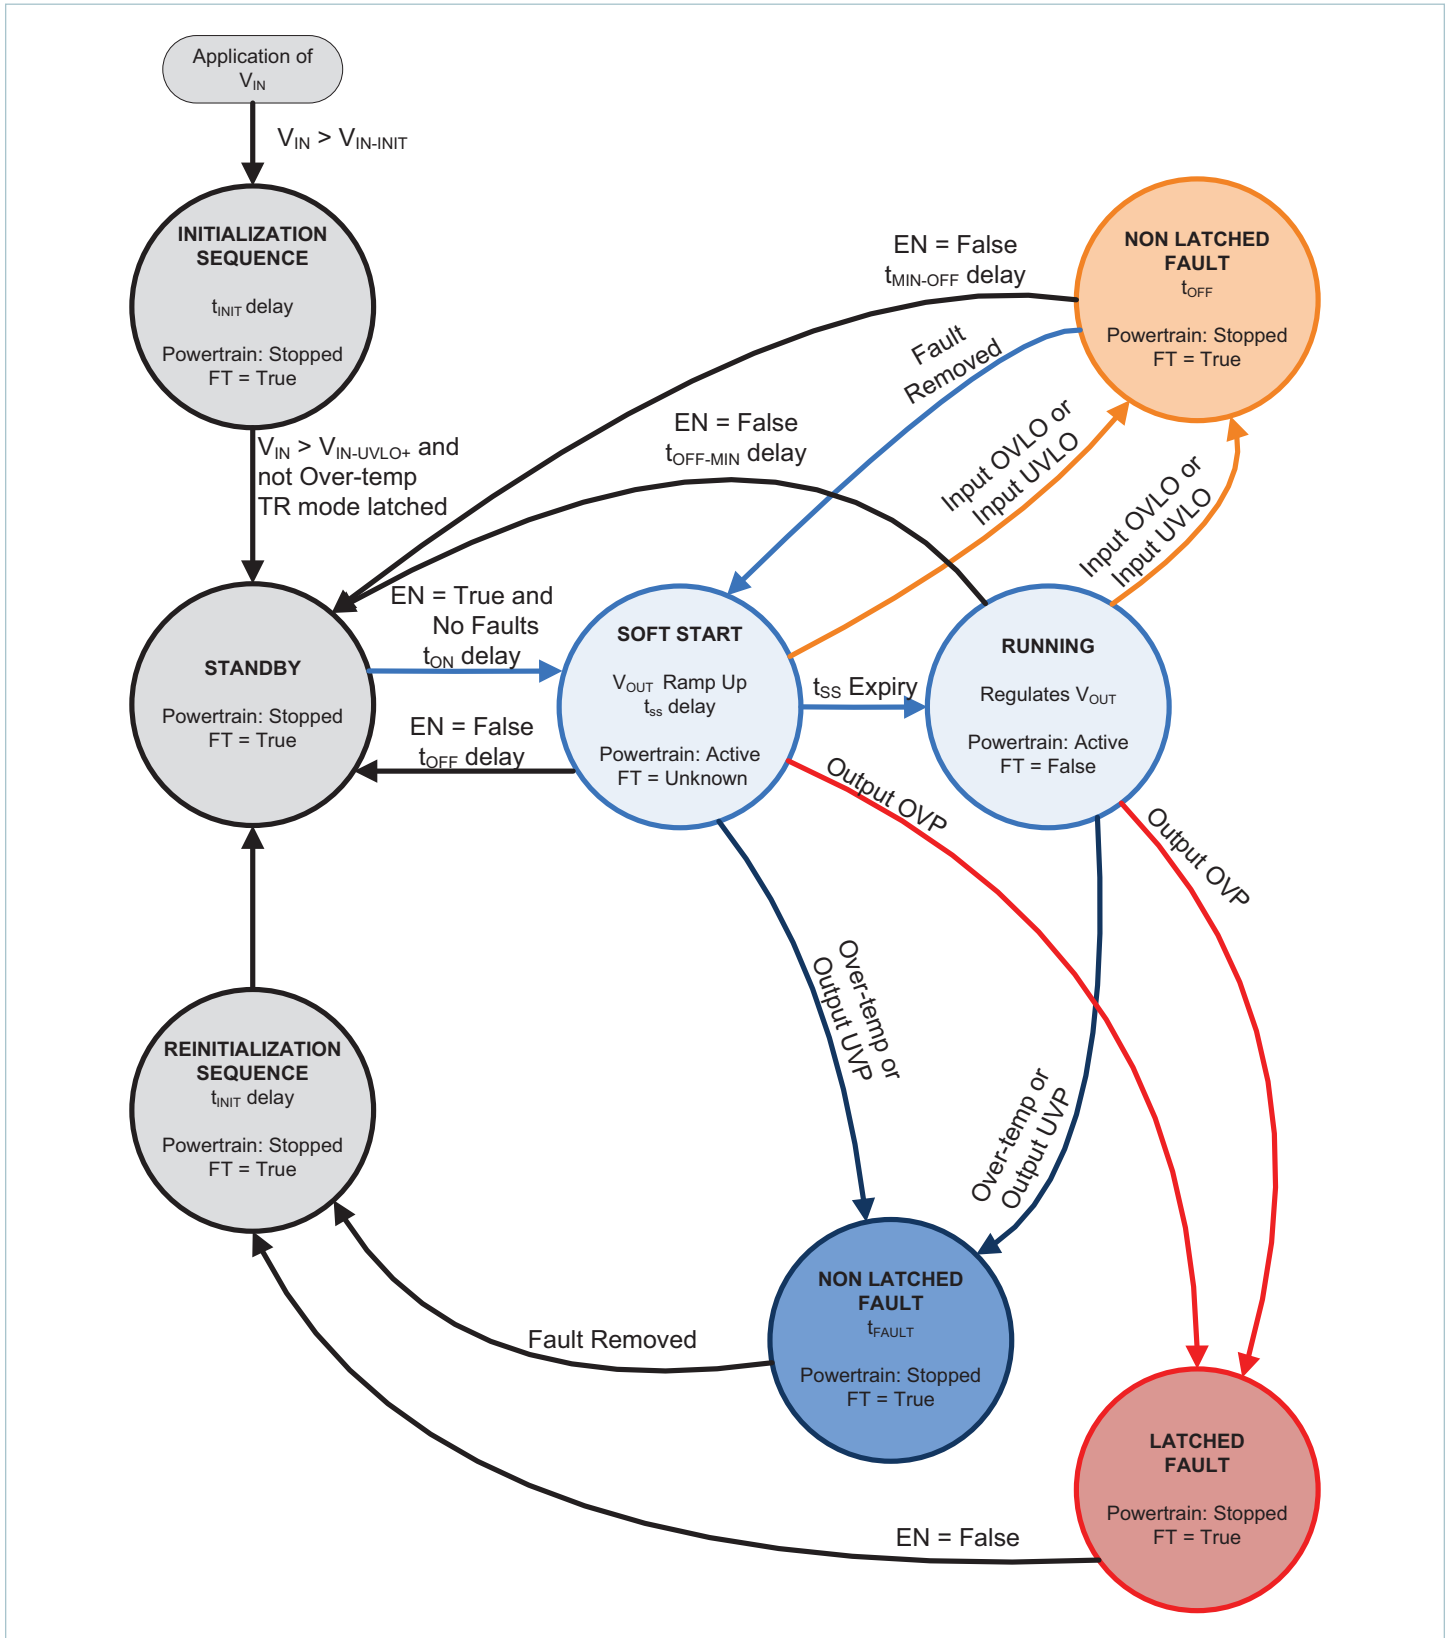 Application of
VIN
VIN > VIN-INIT
INITIALIZATION
SEQUENCE
tINIT delay
Powertrain: Stopped
FT = True
VIN > VIN-UVLO+ and
not Over-temp
TR mode latched
EN = False
tMIN-OFF delay
NON LATCHED
FAULT
tOFF
Powertrain: Stopped
FT = True
Fault
Removed
EN = False
tOFF-MIN delay
Input OVLO or
Input UVLO
Input OVLO or
Input UVLO
STANDBY
Powertrain: Stopped
FT = True
EN = True and
No Faults
tON delay
EN = False
tOFF delay
SOFT START
VOUT Ramp Up
tss delay
Powertrain: Active
FT = Unknown
tSS Expiry
RUNNING
Regulates VOUT
Powertrain: Active
FT = False
Output OVP
Output OVP
Over-temp or
Output UVP
Over-temp or
Output UVP
REINITIALIZATION
SEQUENCE
tINIT delay
Powertrain: Stopped
FT = True
Fault Removed
NON LATCHED
FAULT
tFAULT
Powertrain: Stopped
FT = True
LATCHED
FAULT
Powertrain: Stopped
FT = True
EN = False